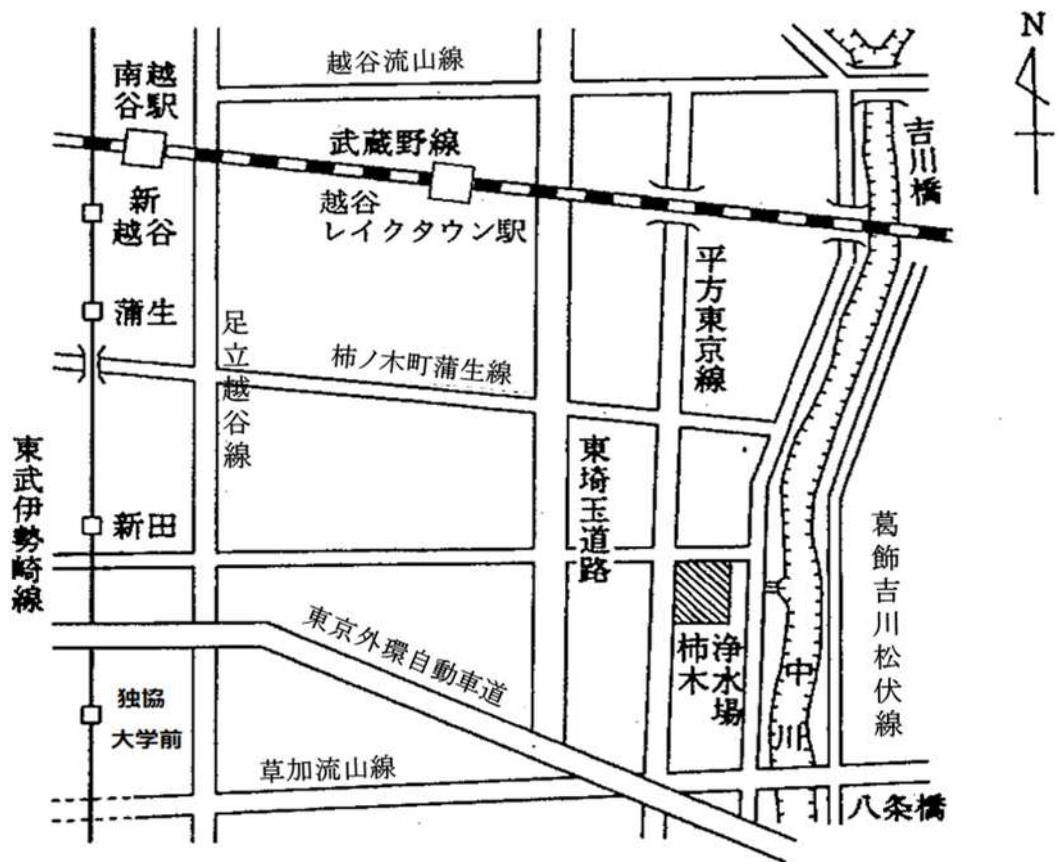 N
越谷流山線
南越
谷駅
武蔵野線
越谷
レイクタウン駅
吉川橋
新
越谷
平方東京線
蒲生
足立越谷線
柿ノ木町蒲生線
東武伊勢崎線
新田
東埼玉道路
葛飾吉川松伏線
東京外環自動車道
柿木
浄水場
中川
独協
大学前
草加流山線
八条橋